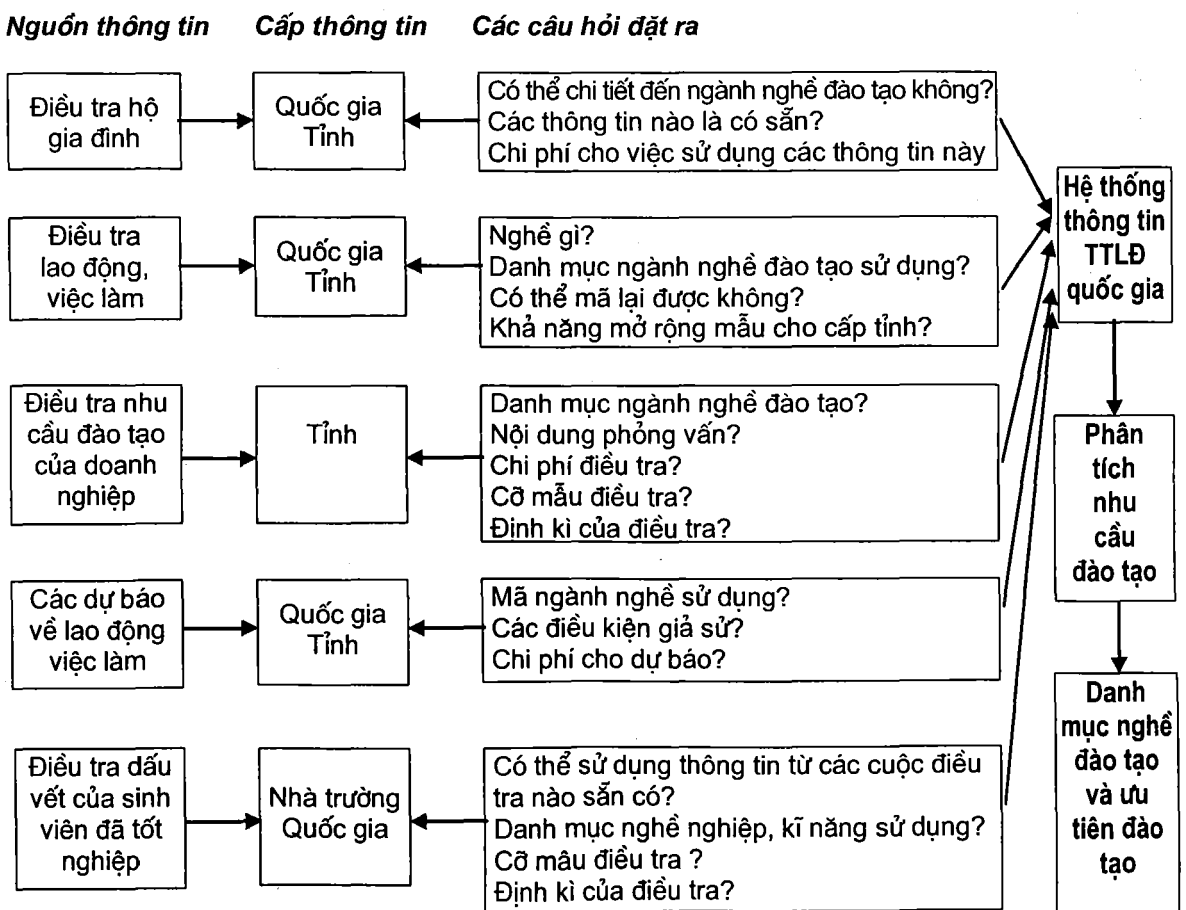 Nguồn thông tin
Cấp thông tin
Các câu hỏi đặt ra
Điều tra hộ
gia đình
Quốc gia
Tỉnh
Có thể chi tiết đến ngành nghề đào tạo không?
Các thông tin nào là có sẵn?
Chi phí cho việc sử dụng các thông tin này
Điều tra
lao động,
việc làm
Quốc gia
Tỉnh
Nghề gì?
Danh mục ngành nghề đào tạo sử dụng?
Có thể mã lại được không?
Khả năng mở rộng mẫu cho cấp tỉnh?
Điều tra nhu
cầu đào tạo
của doanh
nghiệp
Tỉnh
Danh mục ngành nghề đào tạo?
Nội dung phỏng vấn?
Chi phí điều tra?
Cỡ mẫu điều tra?
Định kì của điều tra?
Các dự báo
về lao động
việc làm
Quốc gia
Tỉnh
Mã ngành nghề sử dụng?
Các điều kiện giả sử?
Chi phí cho dự báo?
Điều tra dấu
vết của sinh
viên đã tốt
nghiệp
Nhà trường
Quốc gia
Có thể sử dụng thông tin từ các cuộc điều
tra nào sẵn có?
Danh mục nghề nghiệp, kĩ năng sử dụng?
Cỡ mâu điều tra ?
Định kì của điều tra?
Hệ thống
thông tin
TTLĐ
quốc gia
Phân
tích
nhu
cầu
đào tạo
Danh
mục nghề
đào tạo
và ưu
tiên đào
tạo